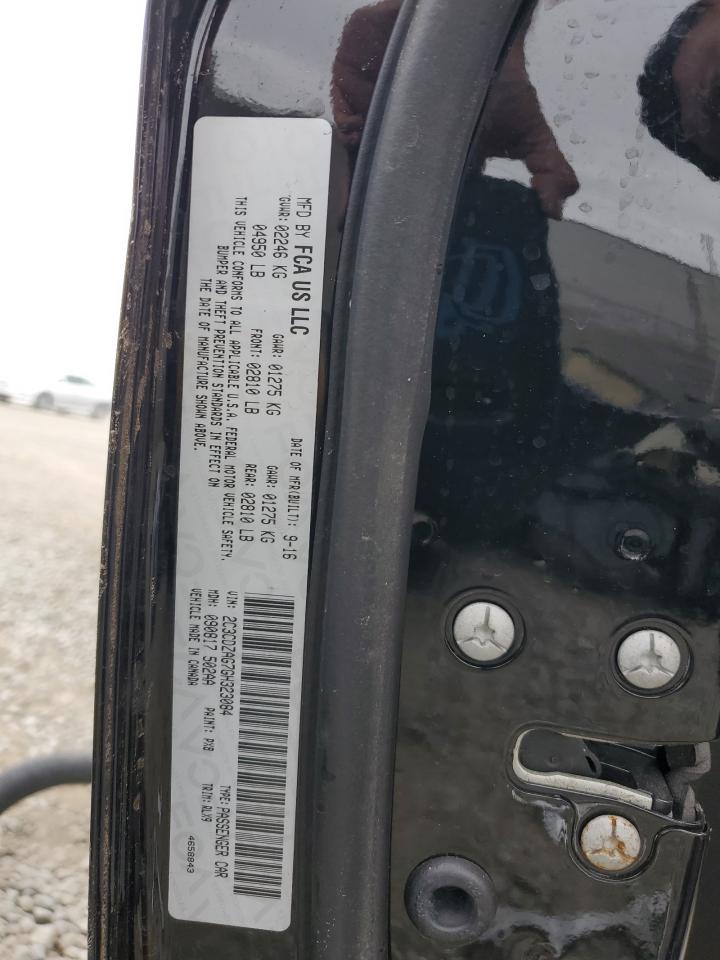 MFD BY FCA US LLC
DATE OF MFR(BUILT): 9-16
GVWR: 02246 KG
04950 LB
GAWR: 01275 KG
FRONT: 02810 LB
GAWR: 01275 KG
REAR: 02810 LB
THIS VEHICLE CONFORMS TO ALL APPLICABLE U.S.A. FEDERAL MOTOR VEHICLE SAFETY,
BUMPER AND THEFT PREVENTION STANDARDS IN EFFECT ON
THE DATE OF MANUFACTURE SHOWN ABOVE.
VIN: 2C3CDZAG7GH323084
TYPE: PASSENGER CAR
MDH: 090817 502AA
PAINT: PX8
TRIM: RLX9
MADE IN CANADA
4658843